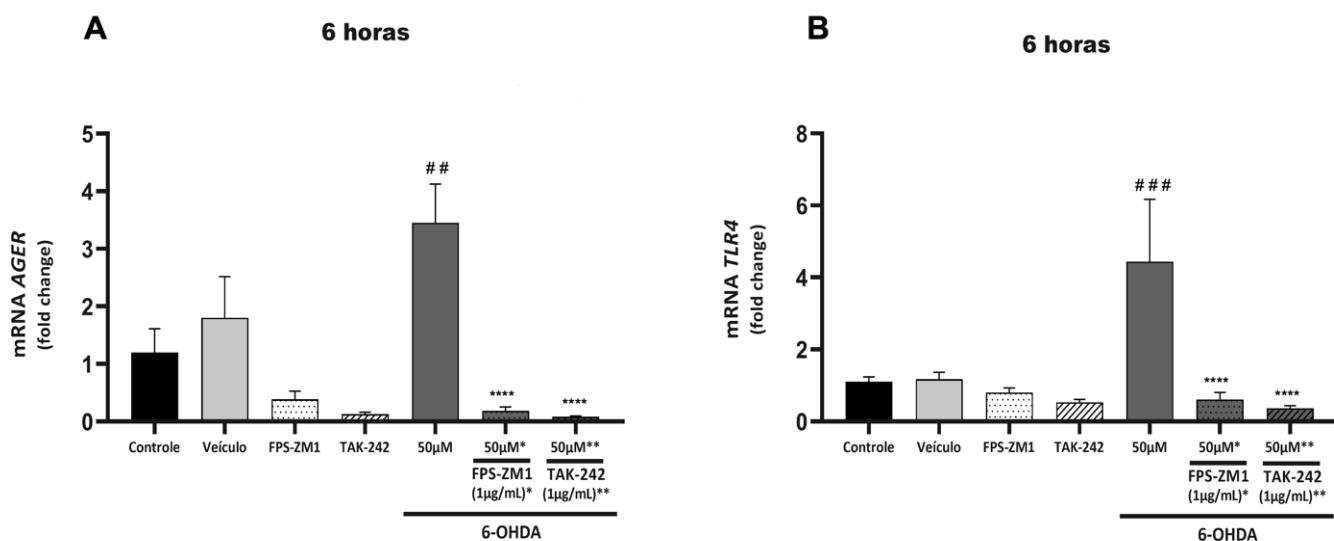 A
6 horas
mRNA AGER
(fold change)
5
4
3
2
1
0
##
****
****
Controle
Veículo
FPS-ZM1
TAK-242
50µM
50µM*
50µM**
FPS-ZM1
(1µg/mL)*
TAK-242
(1µg/mL)**
6-OHDA
B
6 horas
mRNA TLR4
(fold change)
8
6
4
2
0
###
****
****
Controle
Veículo
FPS-ZM1
TAK-242
50µM
50µM*
50µM**
FPS-ZM1
(1µg/mL)*
TAK-242
(1µg/mL)**
6-OHDA